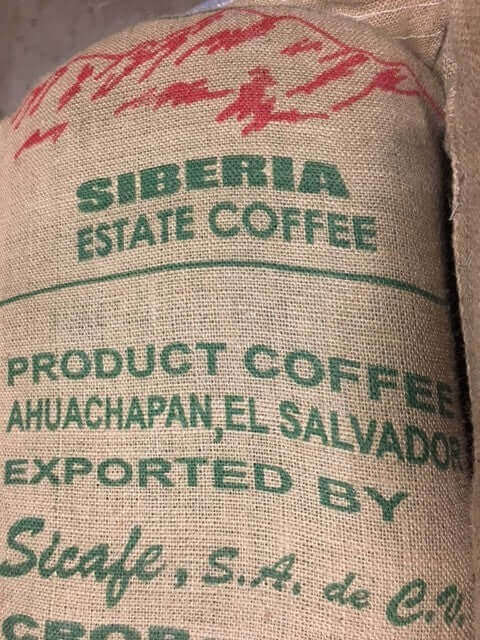 SIBERIA
ESTATE COFFEE
PRODUCT COFFEE
AHUACHAPAN, EL SALVADOR
EXPORTED BY
Sicafe, S.A. de C.V.